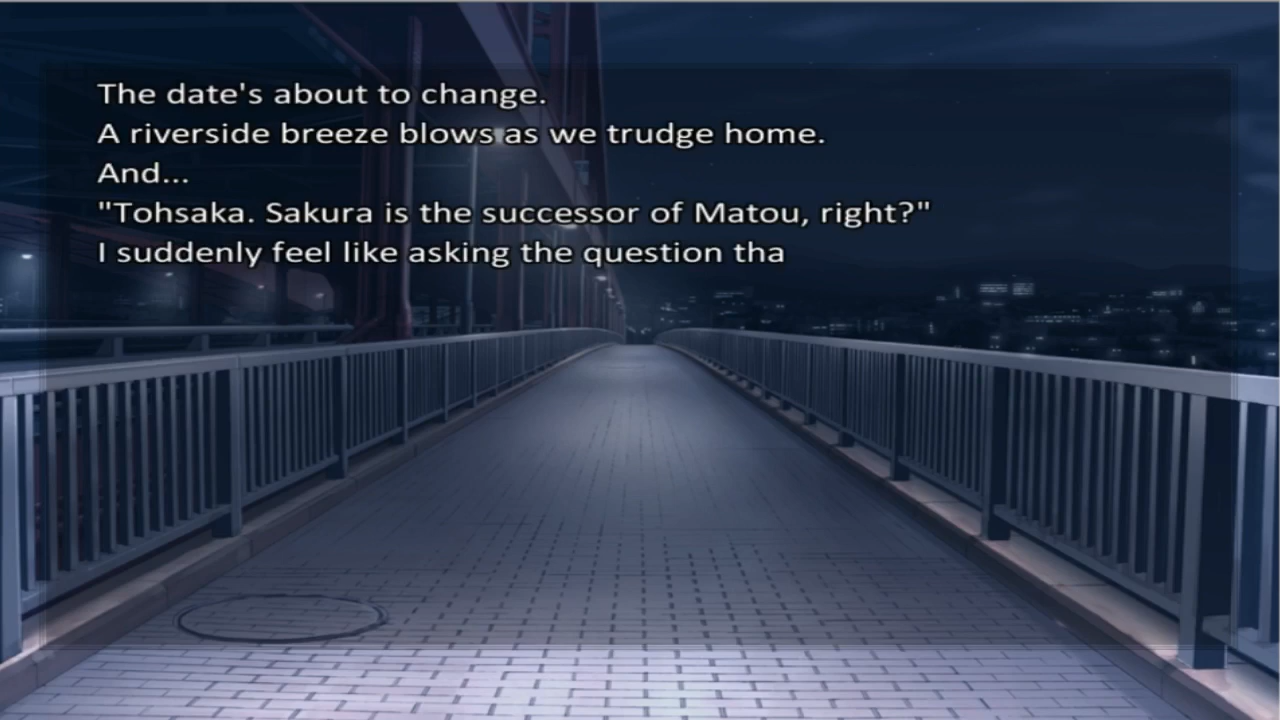 The date's about to change.
A riverside breeze blows as we trudge home.
And...
"Tohsaka. Sakura is the successor of Matou, right?"
I suddenly feel like asking the question tha